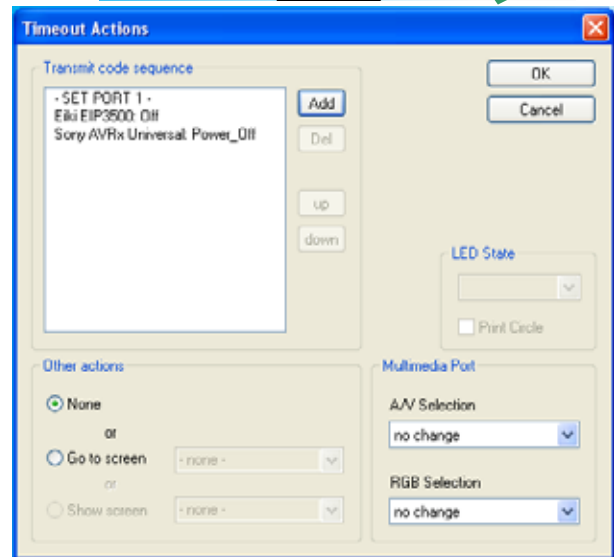 Timeout Actions
Transmit code sequence
OK
Cancel
- SET PORT 1 -
Eiki EIP3500: Off
Sony AVRx Universal: Power_Off
Add
Del
up
down
LED State
Print Circle
Other actions
None
or
Go to screen
- none -
or
Show screen
- none -
Multimedia Port
A/V Selection
no change
RGB Selection
no change